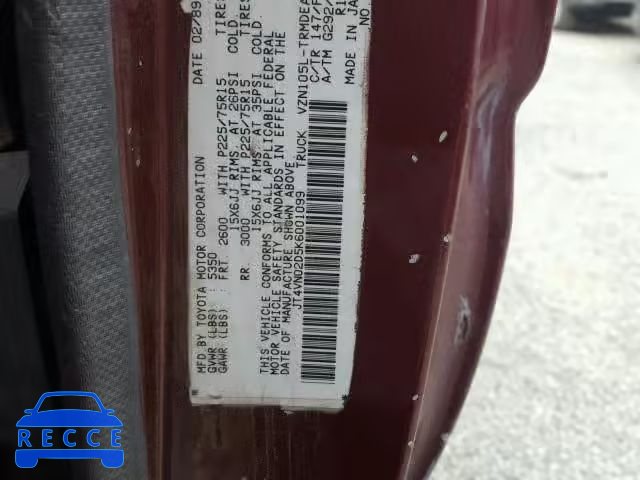 MFD BY TOYOTA MOTOR CORPORATION DATE 02/89
GVWR (LBS) : 5350
GAWR (LBS) : FRT. 2600 WITH P225/75R15 TIRES
15X6JJ RIMS, AT 26PSI COLD.
RR. 3000 WITH P225/75R15 TIRES
15X6JJ RIMS, AT 35PSI COLD.
THIS VEHICLE CONFORMS TO ALL APPLICABLE FEDERAL
MOTOR VEHICLE SAFETY STANDARDS IN EFFECT ON THE
DATE OF MANUFACTURE SHOWN ABOVE.
JT4VN02D5K6001099 TRUCK VZN105L-TRMDEA
C/TR 147/F
A/TM G292/
MADE IN JA
RECCE